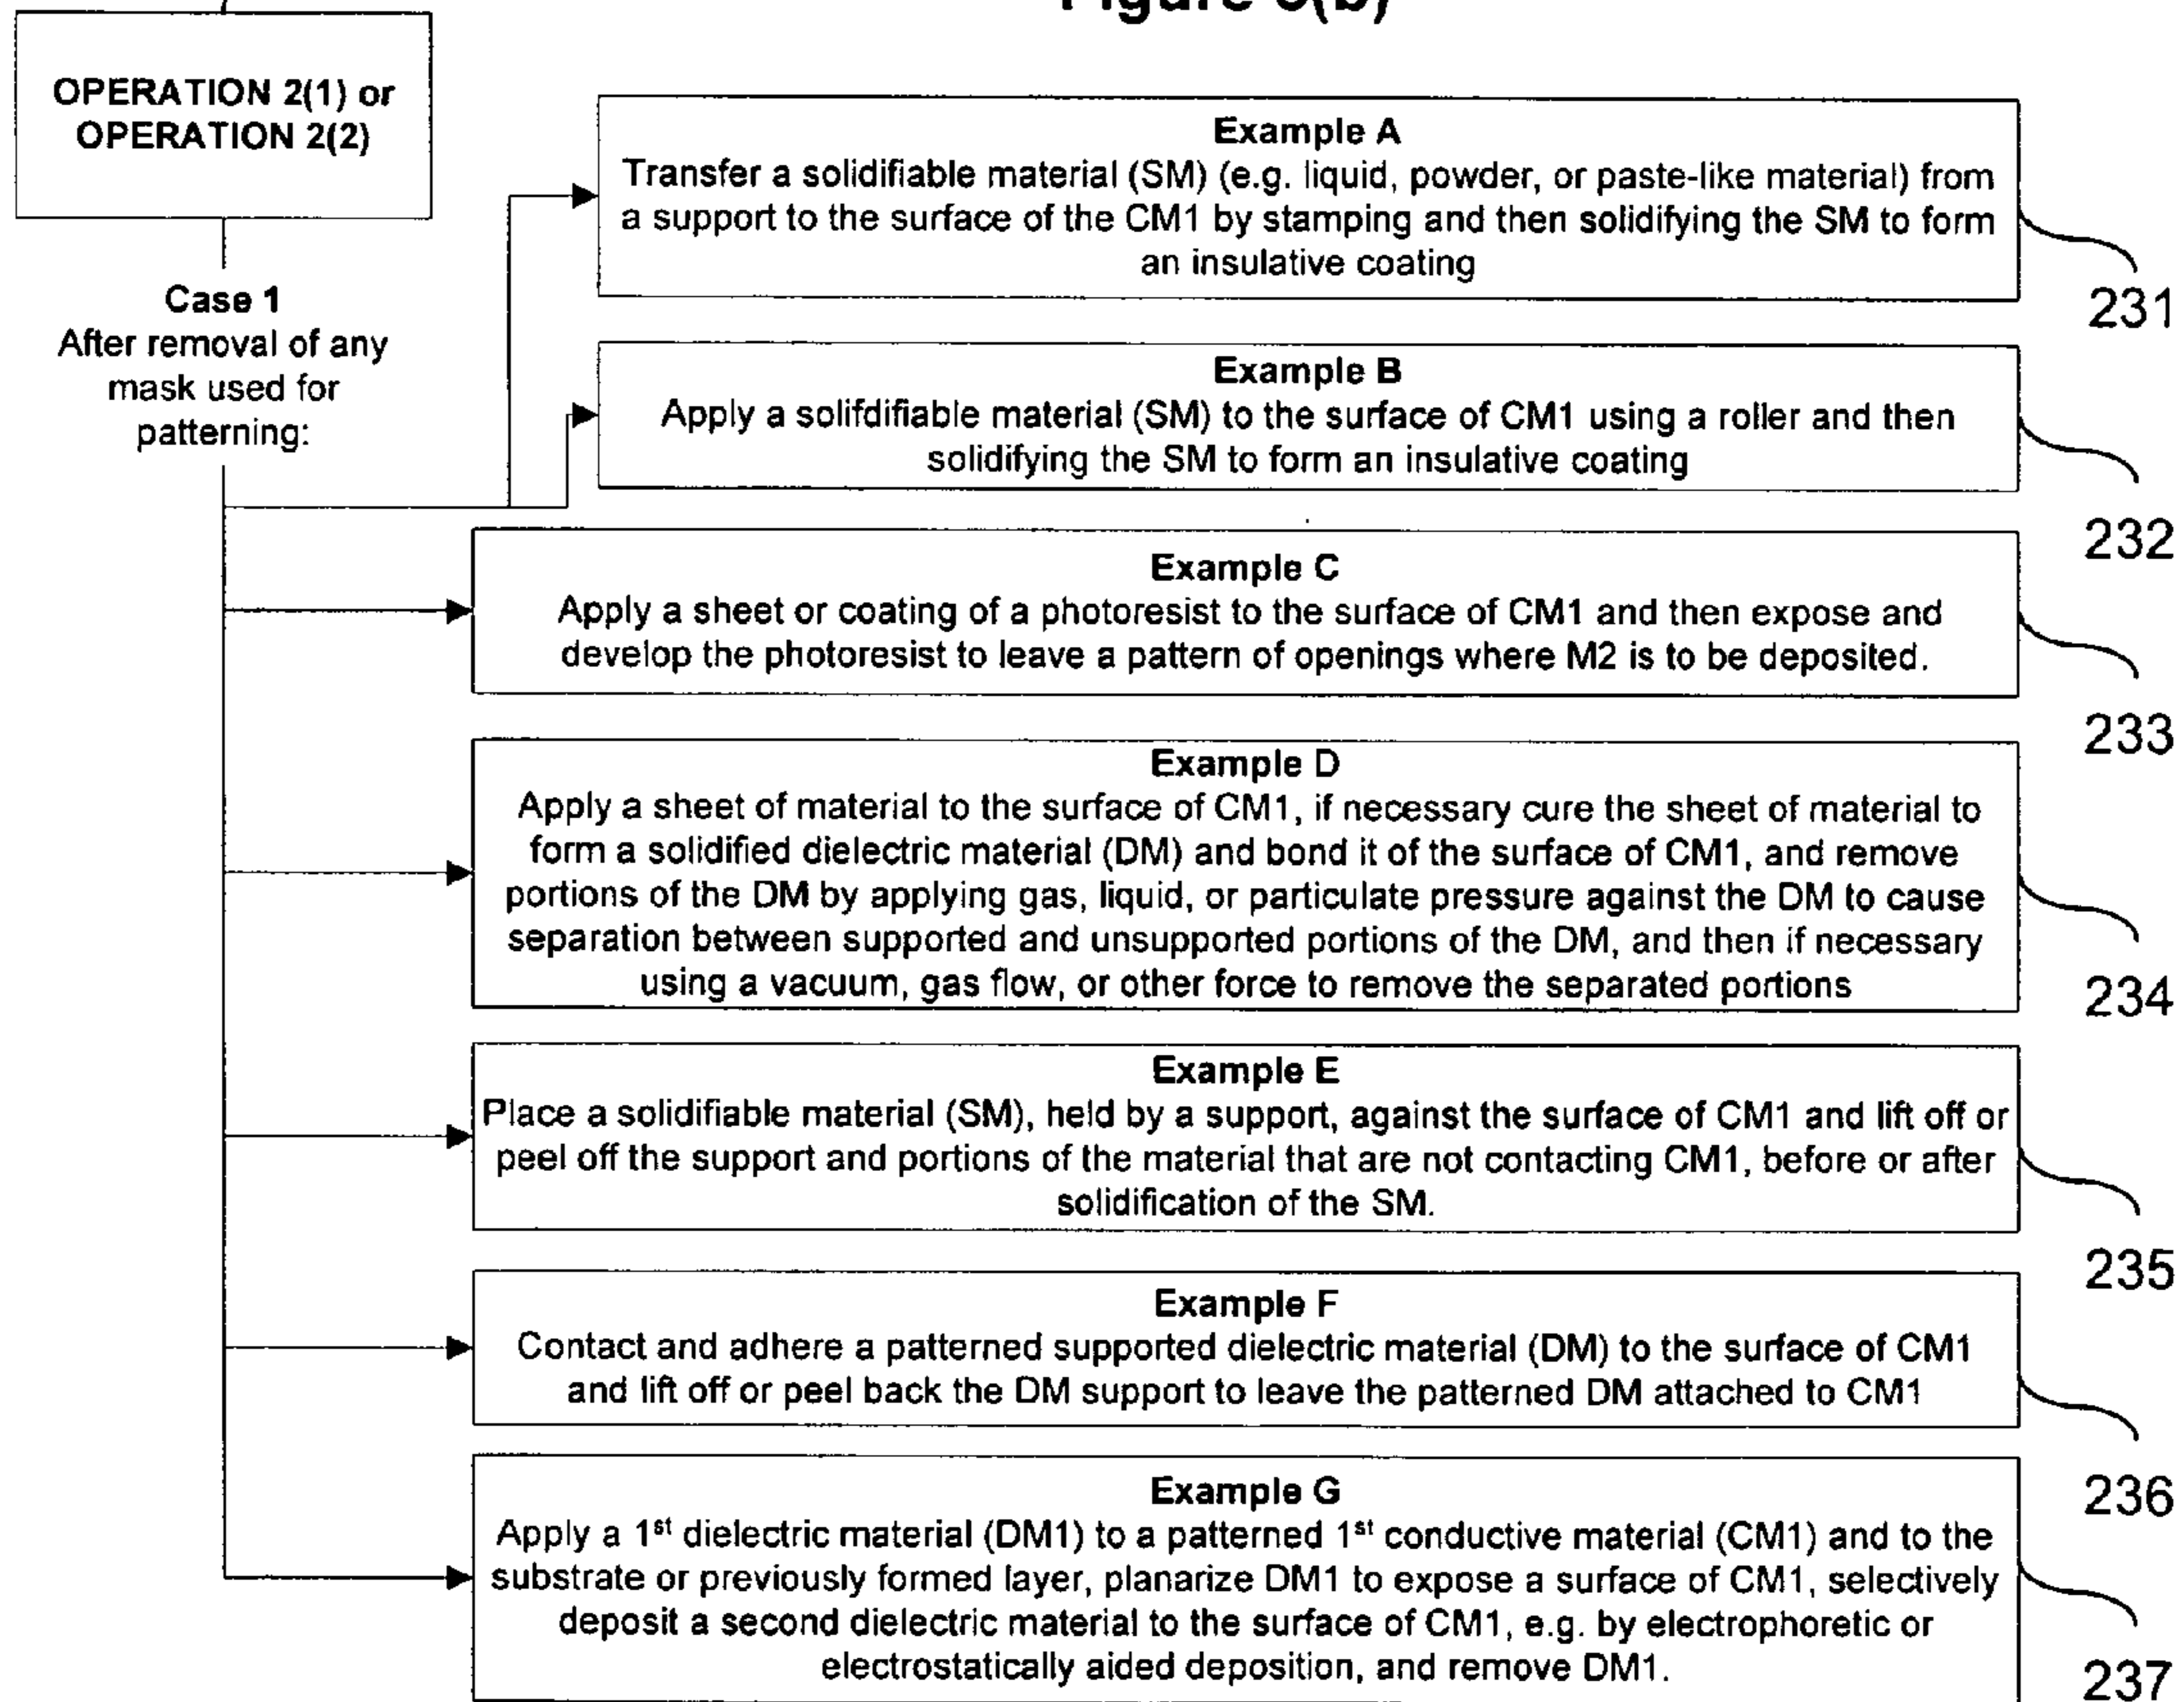 Figure 3(b)
OPERATION 2(1) or
OPERATION 2(2)
Case 1
After removal of any
mask used for
patterning:
Example A
Transfer a solidifiable material (SM) (e.g. liquid, powder, or paste-like material) from
a support to the surface of the CM1 by stamping and then solidifying the SM to form
an insulative coating
231
Example B
Apply a solifdifiable material (SM) to the surface of CM1 using a roller and then
solidifying the SM to form an insulative coating
232
Example C
Apply a sheet or coating of a photoresist to the surface of CM1 and then expose and
develop the photoresist to leave a pattern of openings where M2 is to be deposited.
233
Example D
Apply a sheet of material to the surface of CM1, if necessary cure the sheet of material to
form a solidified dielectric material (DM) and bond it of the surface of CM1, and remove
portions of the DM by applying gas, liquid, or particulate pressure against the DM to cause
separation between supported and unsupported portions of the DM, and then if necessary
using a vacuum, gas flow, or other force to remove the separated portions
234
Example E
Place a solidifiable material (SM), held by a support, against the surface of CM1 and lift off or
peel off the support and portions of the material that are not contacting CM1, before or after
solidification of the SM.
235
Example F
Contact and adhere a patterned supported dielectric material (DM) to the surface of CM1
and lift off or peel back the DM support to leave the patterned DM attached to CM1
236
Example G
Apply a 1st dielectric material (DM1) to a patterned 1st conductive material (CM1) and to the
substrate or previously formed layer, planarize DM1 to expose a surface of CM1, selectively
deposit a second dielectric material to the surface of CM1, e.g. by electrophoretic or
electrostatically aided deposition, and remove DM1.
237